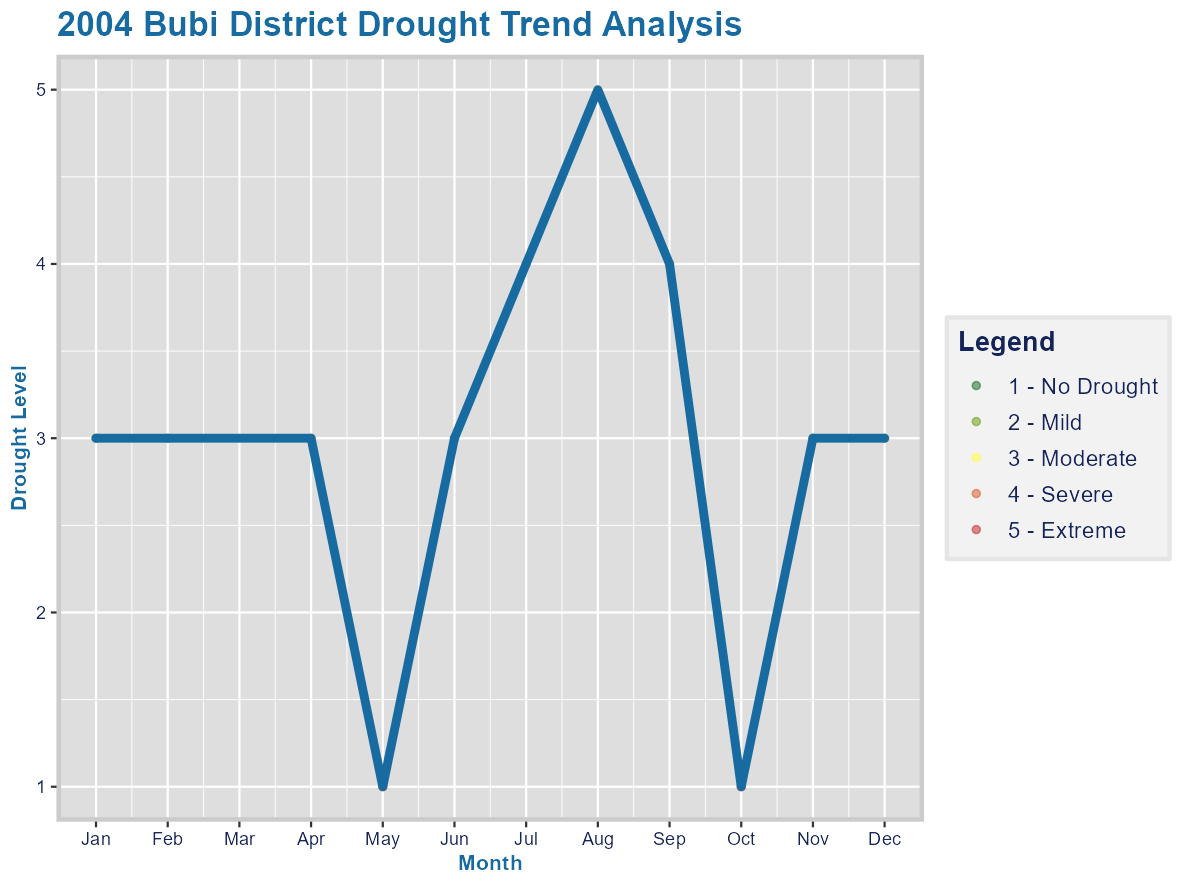 2004 Bubi District Drought Trend Analysis
Drought Level
5
4
3
2
1
Jan Feb Mar Apr May Jun Jul Aug Sep Oct Nov Dec
Month
Legend
1 - No Drought
2 - Mild
3 - Moderate
4 - Severe
5 - Extreme